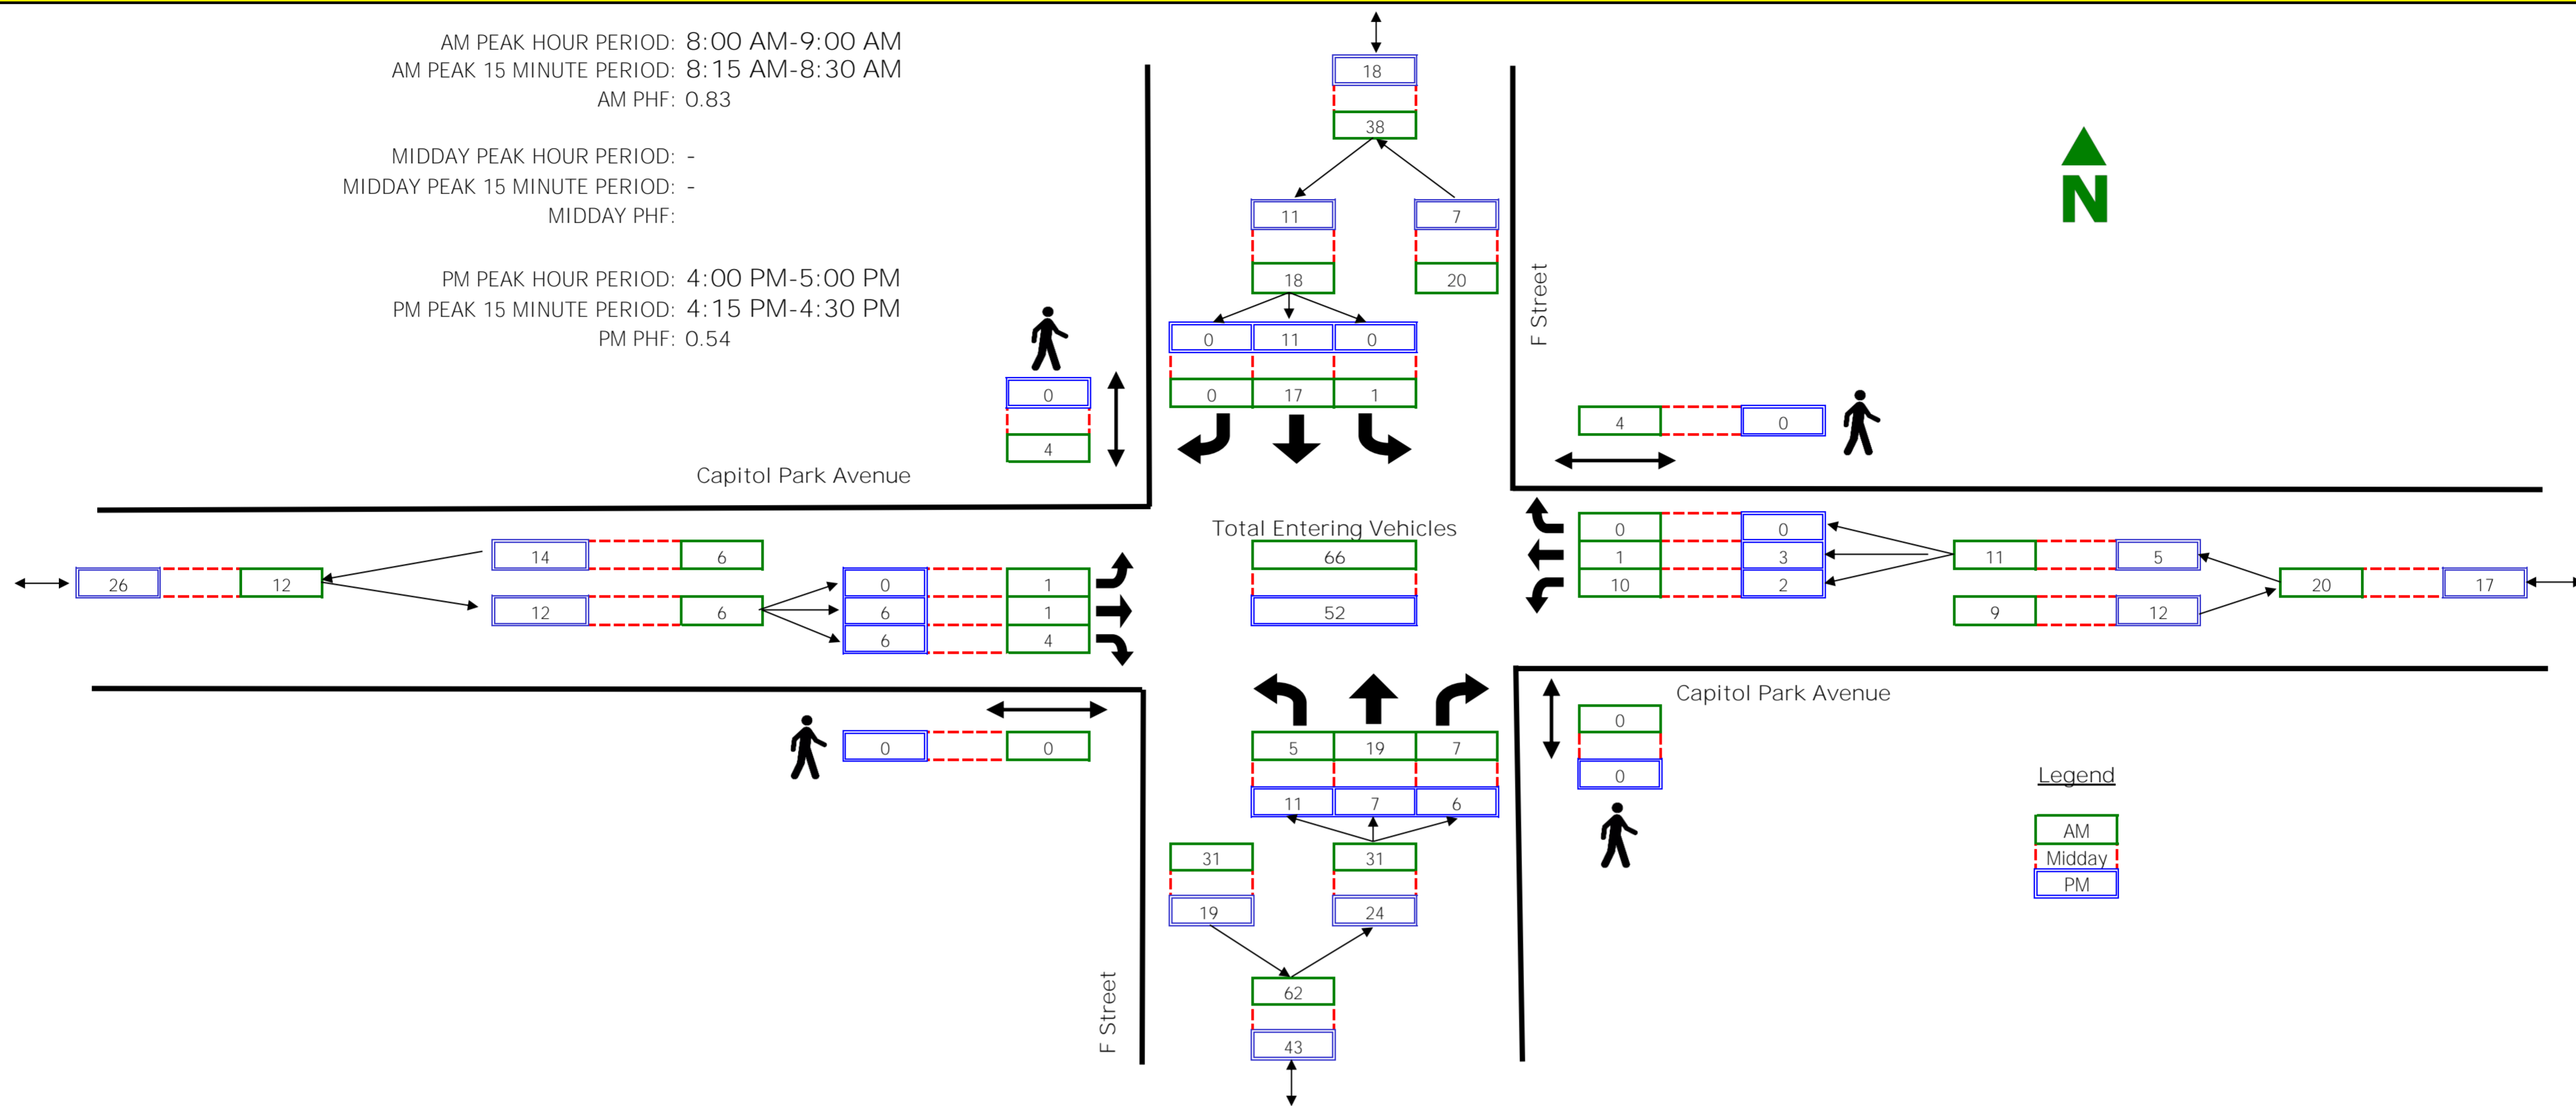 AM PEAK HOUR PERIOD: 8:00 AM-9:00 AM
AM PEAK 15 MINUTE PERIOD: 8:15 AM-8:30 AM
AM PHF: 0.83
MIDDAY PEAK HOUR PERIOD: -
MIDDAY PEAK 15 MINUTE PERIOD: -
MIDDAY PHF:
PM PEAK HOUR PERIOD: 4:00 PM-5:00 PM
PM PEAK 15 MINUTE PERIOD: 4:15 PM-4:30 PM
PM PHF: 0.54
18
38
11 7
18 20
0 11 0
0 17 1
F Street
N
0
4
4 0
Capitol Park Avenue
Total Entering Vehicles
66
52
14 6
26 12
12 6
0 1
6 1
6 4
0 0
1 3
10 2
11 5
20 17
9 12
Capitol Park Avenue
0 0
5 19 7
11 7 6
0
0
31 31
19 24
62
43
F Street
Legend
AM
Midday
PM